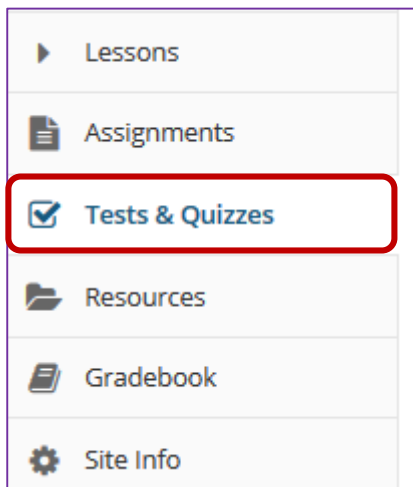 Lessons
Assignments
Tests & Quizzes
Resources
Gradebook
Site Info